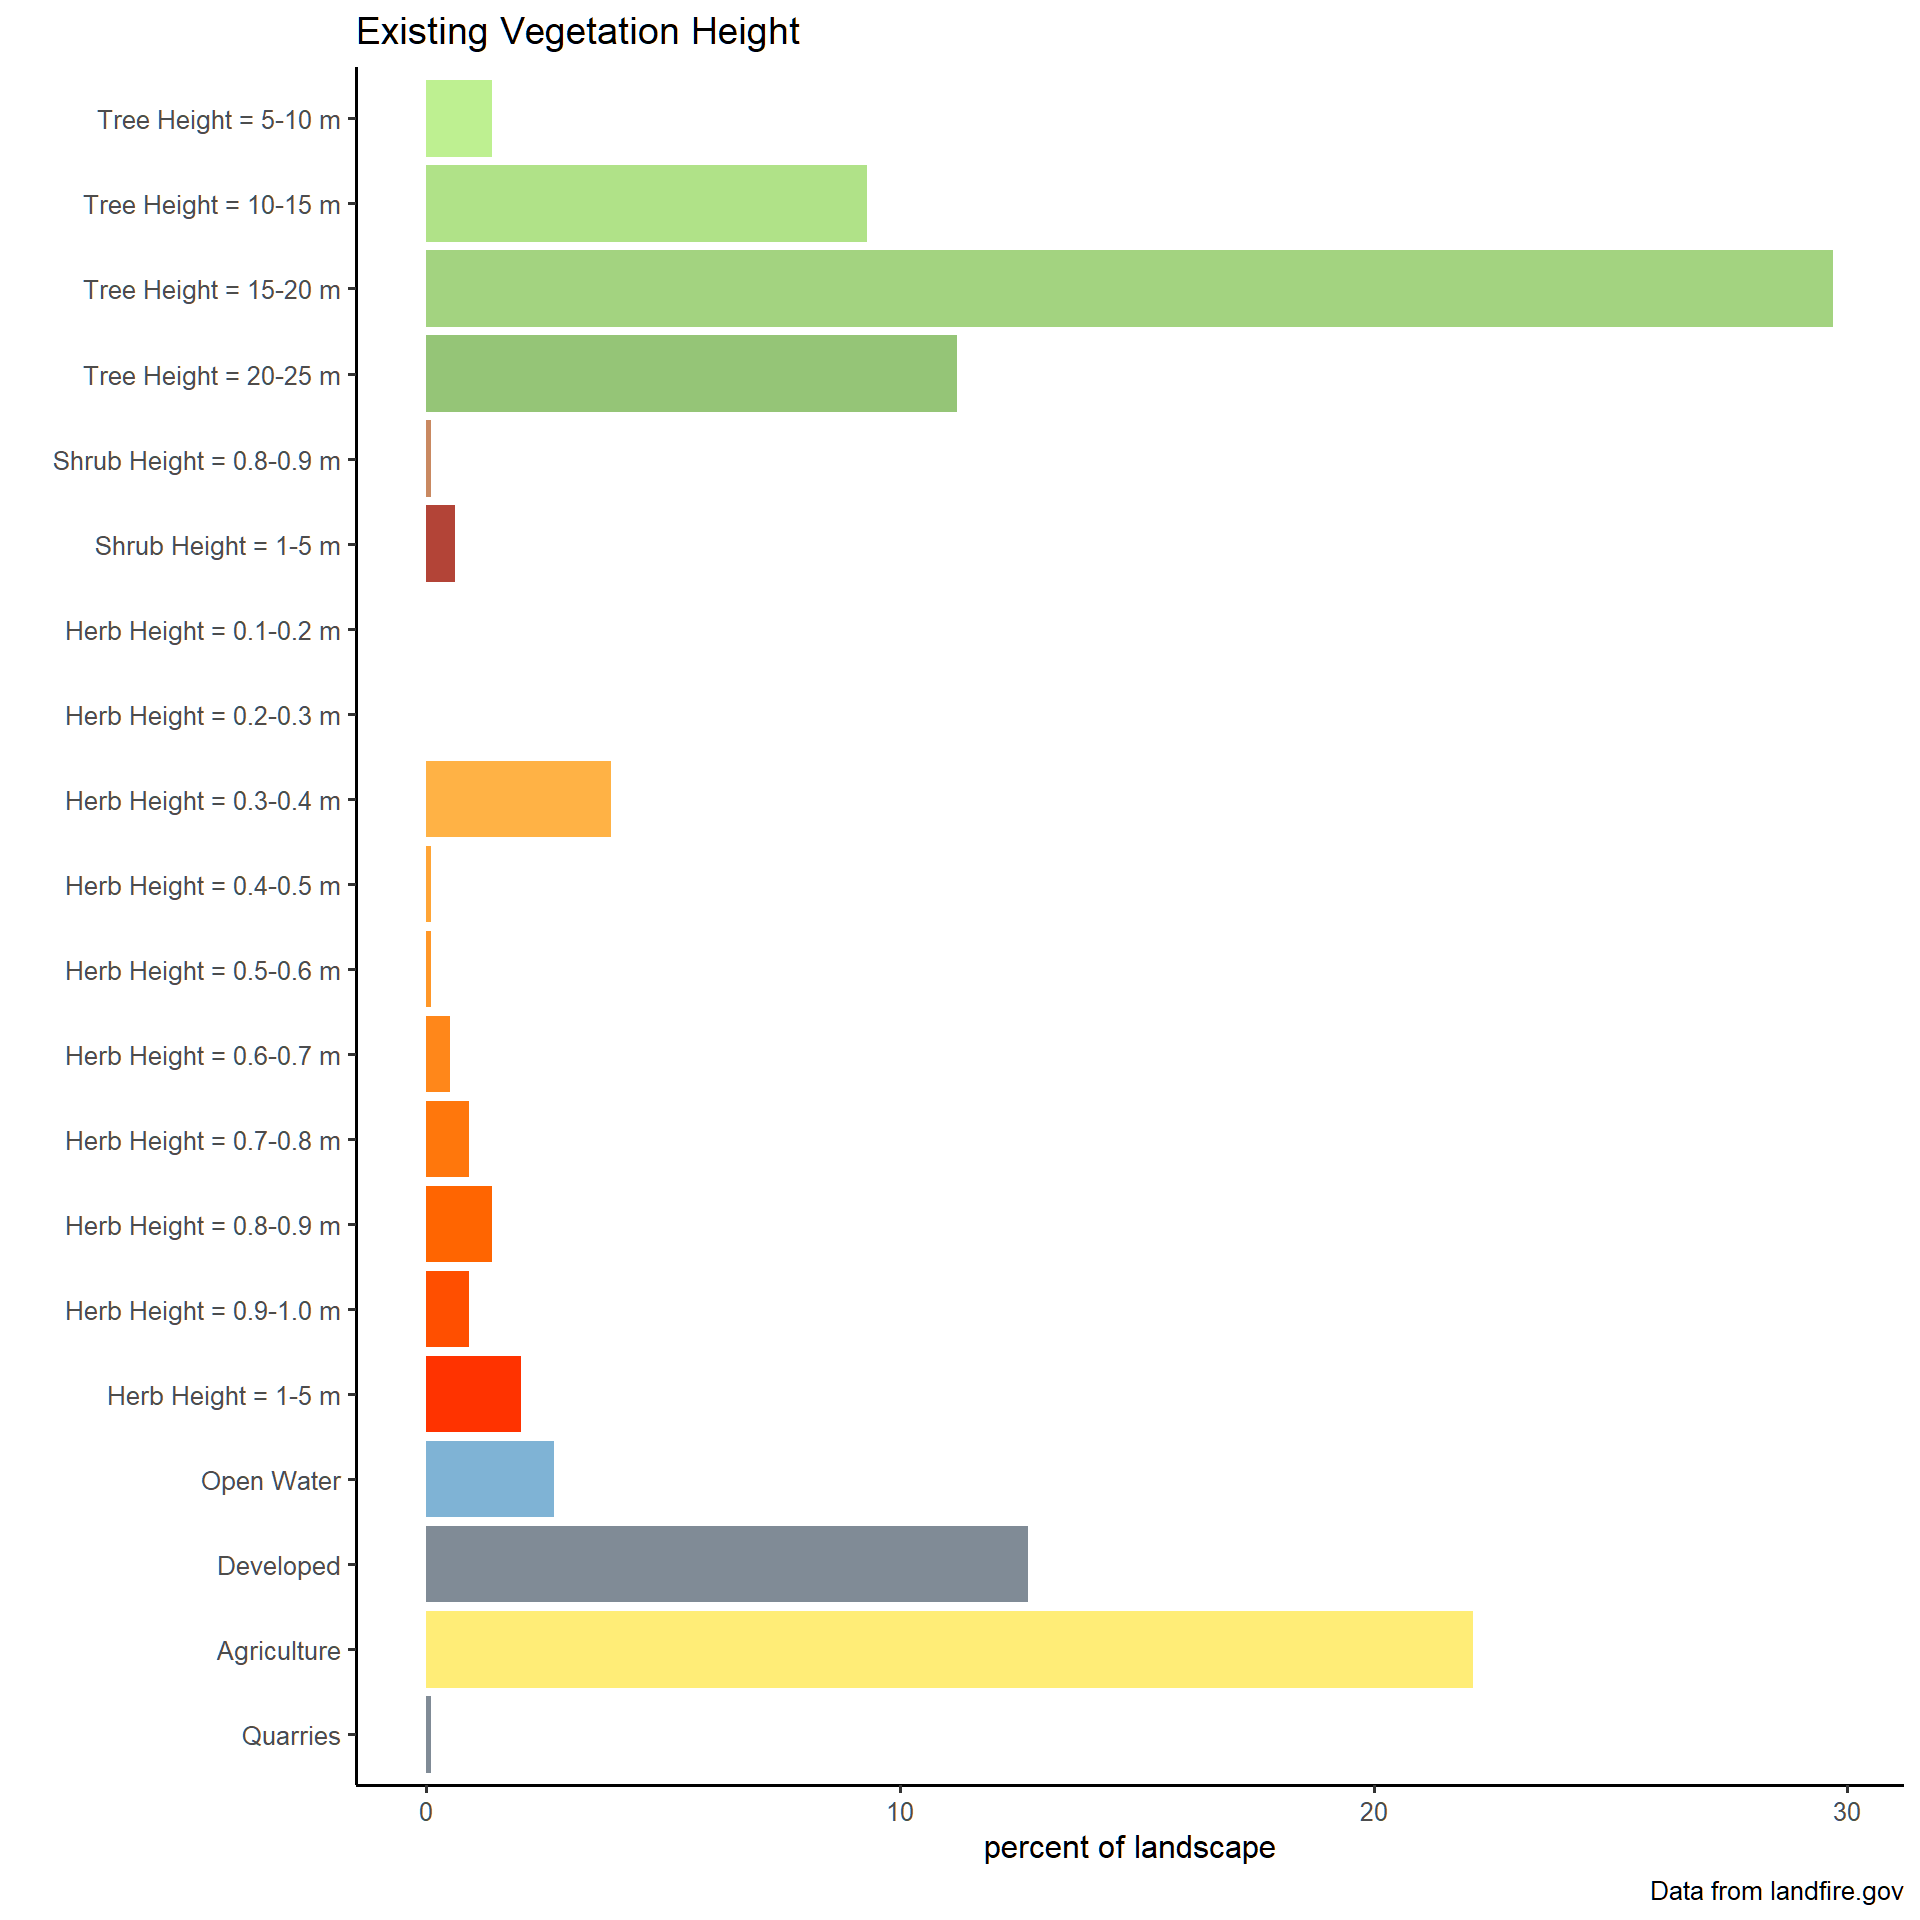 Existing Vegetation Height
Tree Height = 5-10 m
Tree Height = 10-15 m
Tree Height = 15-20 m
Tree Height = 20-25 m
Shrub Height = 0.8-0.9 m
Shrub Height = 1-5 m
Herb Height = 0.1-0.2 m
Herb Height = 0.2-0.3 m
Herb Height = 0.3-0.4 m
Herb Height = 0.4-0.5 m
Herb Height = 0.5-0.6 m
Herb Height = 0.6-0.7 m
Herb Height = 0.7-0.8 m
Herb Height = 0.8-0.9 m
Herb Height = 0.9-1.0 m
Herb Height = 1-5 m
Open Water
Developed
Agriculture
Quarries
0 10 20 30
percent of landscape
Data from landfire.gov